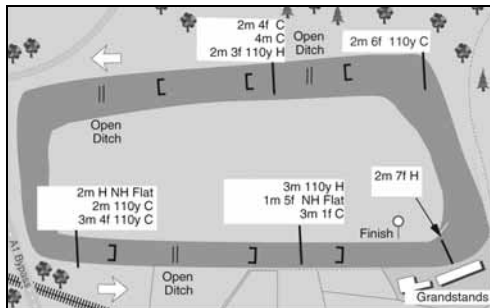 2m 4f C
4m C
2m 3f 110y H
Open
Ditch
2m 6f 110y C
Open
Ditch
2m 7f H
2m H NH Flat
2m 110y C
3m 4f 110y C
3m 110y H
1m 5f NH Flat
3m 1f C
Finish
A1 Bypass
Open
Ditch
Grandstands